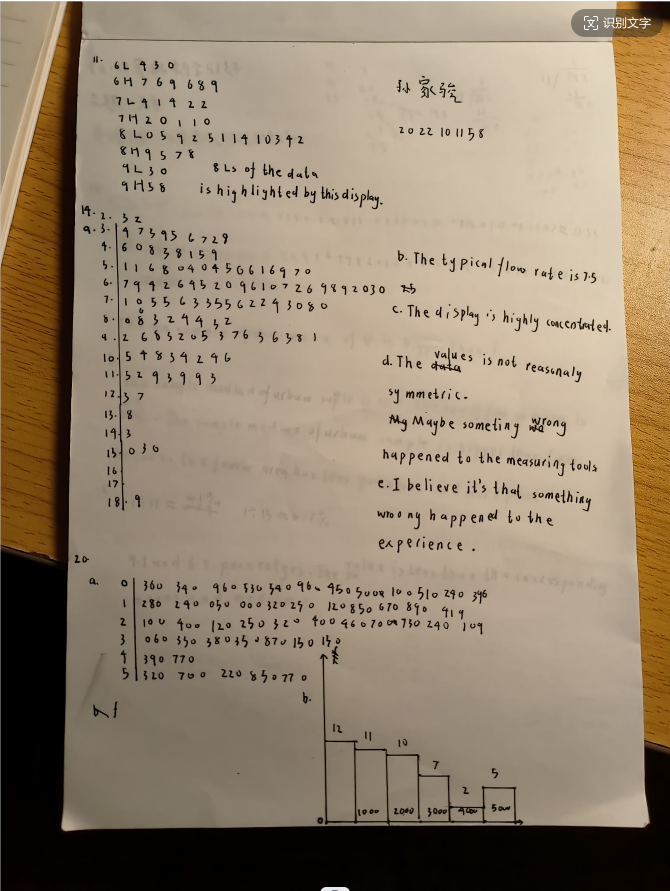 识别文字
11. 6L 4 3 0
6H 7 6 9 6 8 9
7L 4 1 4 2 2
7H 2 0 1 1 0
8L 0 5 9 2 5 1 1 4 1 0 3 4 2
8H 9 5 7 8
9L 3 0
9H 5 8
孙家骏
2022101158
8Ls of the data
is highlighted by this display.
14. 2. 3 2
a. 3. 4 7 3 9 5 6 7 2 9
4. 6 0 8 3 8 1 5 9
5. 1 1 6 8 0 4 0 4 5 6 6 1 6 9 7 0
6. 7 9 4 2 6 4 5 2 0 9 6 1 0 7 2 6 9 8 9 2 0 3 0
7. 1 0 5 5 6 3 3 5 5 6 2 2 4 3 0 8 0
8. 0 8 3 2 4 4 3 2
9. 2 6 8 3 2 0 5 3 7 6 3 6 3 8 1
10. 5 4 8 3 4 2 4 6
11. 5 2 9 3 9 9 3
12. 3 7
13. 8
14. 3
15. 0 3 0
16
17.
18. 9
b. The typical flow rate is 7.5
c. The display is highly concentrated.
d. The values is not reasonaly
symmetric.
Maybe someting wrong
happened to the measuring tools
e. I believe it's that something
wroong happened to the
experience.
20.
a. 0 360 340 960 530 540 960 450 500 100 510 240 396
1 280 240 050 000 320 250 120 850 670 890 419
2 100 400 120 250 320 400 460 700 730 240 109
3 060 330 380 350 870 150 150
4 390 770
5 320 700 220 850 770
b.
12 11 10 7 2 5
0 1000 2000 3000 4000 5000